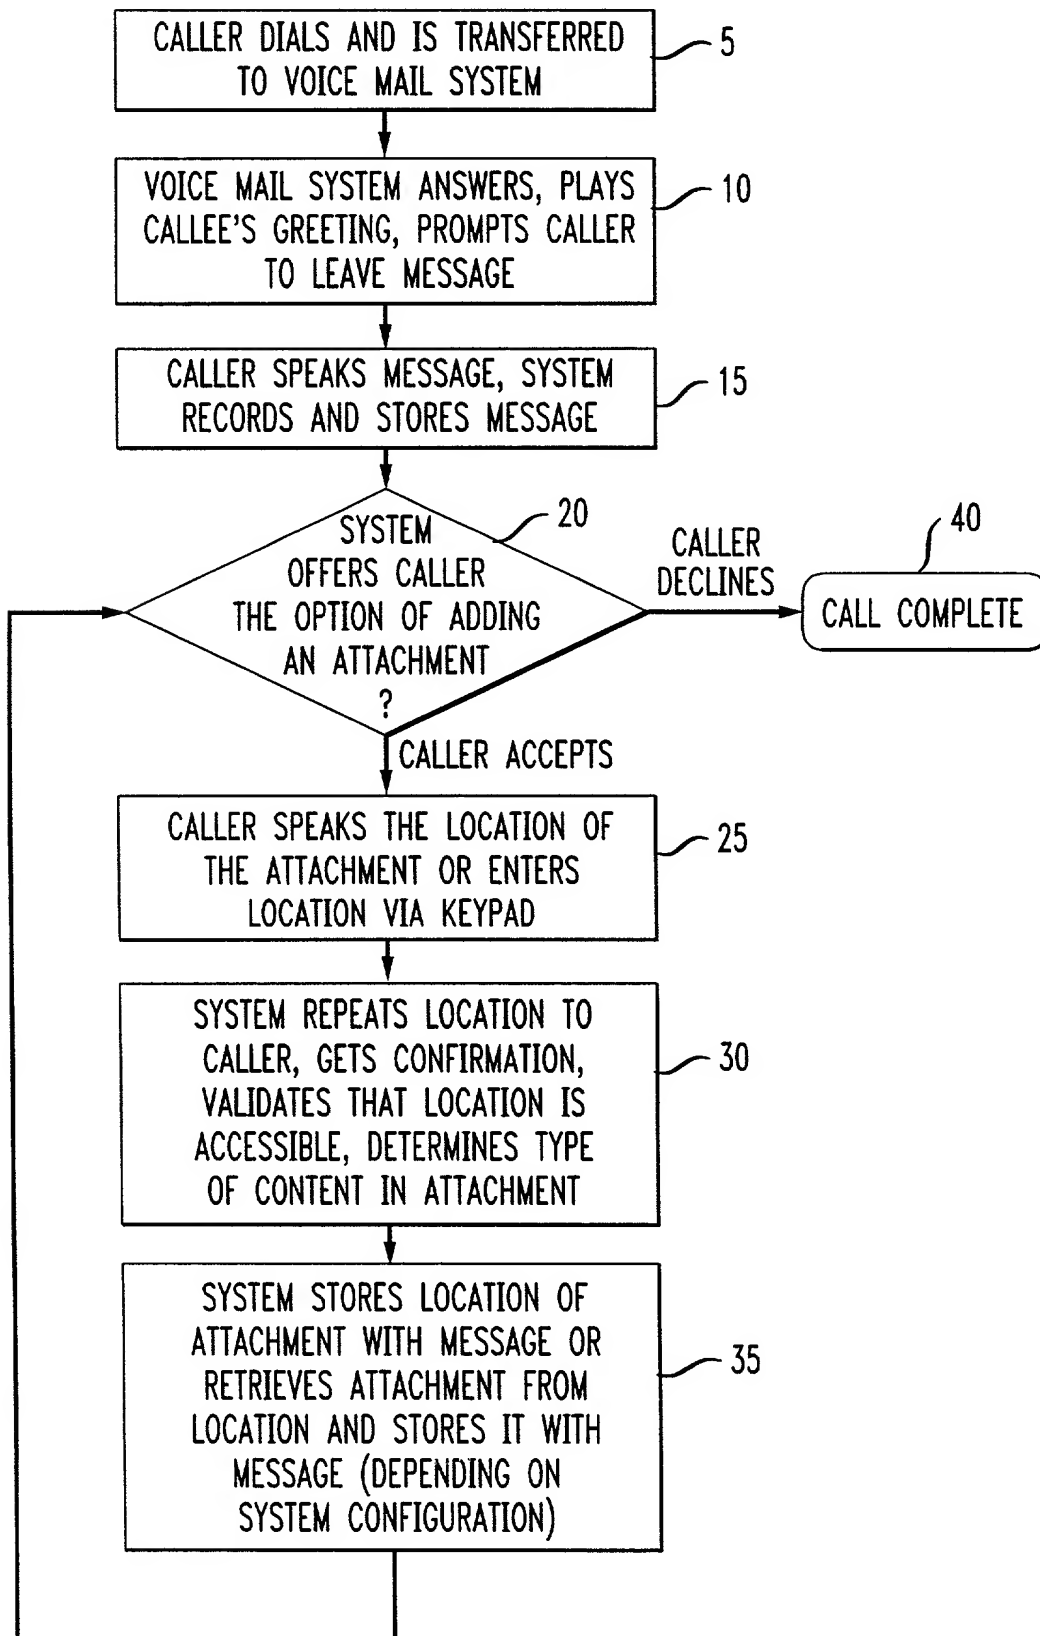 CALLER DIALS AND IS TRANSFERRED
TO VOICE MAIL SYSTEM
5
VOICE MAIL SYSTEM ANSWERS, PLAYS
CALLEE'S GREETING, PROMPTS CALLER
TO LEAVE MESSAGE
10
CALLER SPEAKS MESSAGE, SYSTEM
RECORDS AND STORES MESSAGE
15
SYSTEM
OFFERS CALLER
THE OPTION OF ADDING
AN ATTACHMENT
?
20
CALLER
DECLINES
40
CALL COMPLETE
CALLER ACCEPTS
CALLER SPEAKS THE LOCATION OF
THE ATTACHMENT OR ENTERS
LOCATION VIA KEYPAD
25
SYSTEM REPEATS LOCATION TO
CALLER, GETS CONFIRMATION,
VALIDATES THAT LOCATION IS
ACCESSIBLE, DETERMINES TYPE
OF CONTENT IN ATTACHMENT
30
SYSTEM STORES LOCATION OF
ATTACHMENT WITH MESSAGE OR
RETRIEVES ATTACHMENT FROM
LOCATION AND STORES IT WITH
MESSAGE (DEPENDING ON
SYSTEM CONFIGURATION)
35